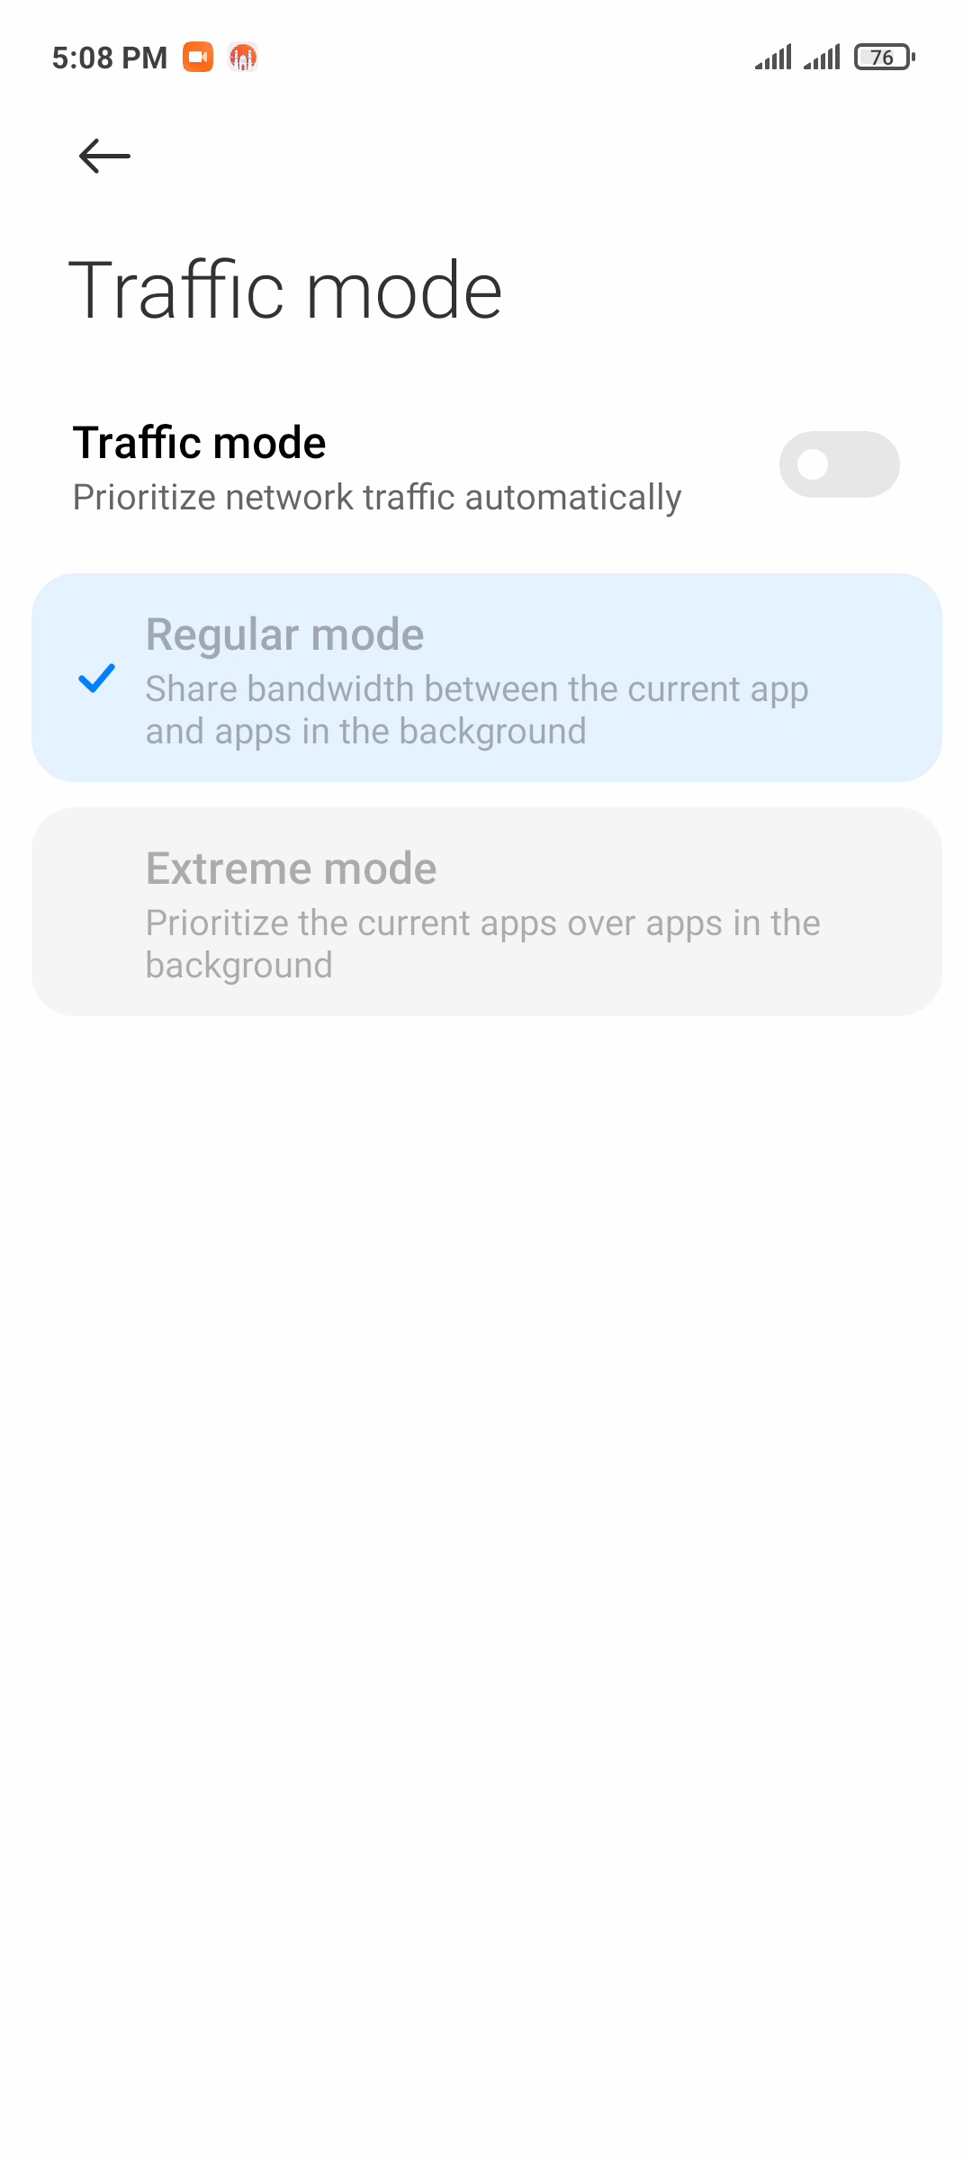 5:08 PM
76
Traffic mode
Traffic mode
Prioritize network traffic automatically
Regular mode
Share bandwidth between the current app
and apps in the background
Extreme mode
Prioritize the current apps over apps in the
background